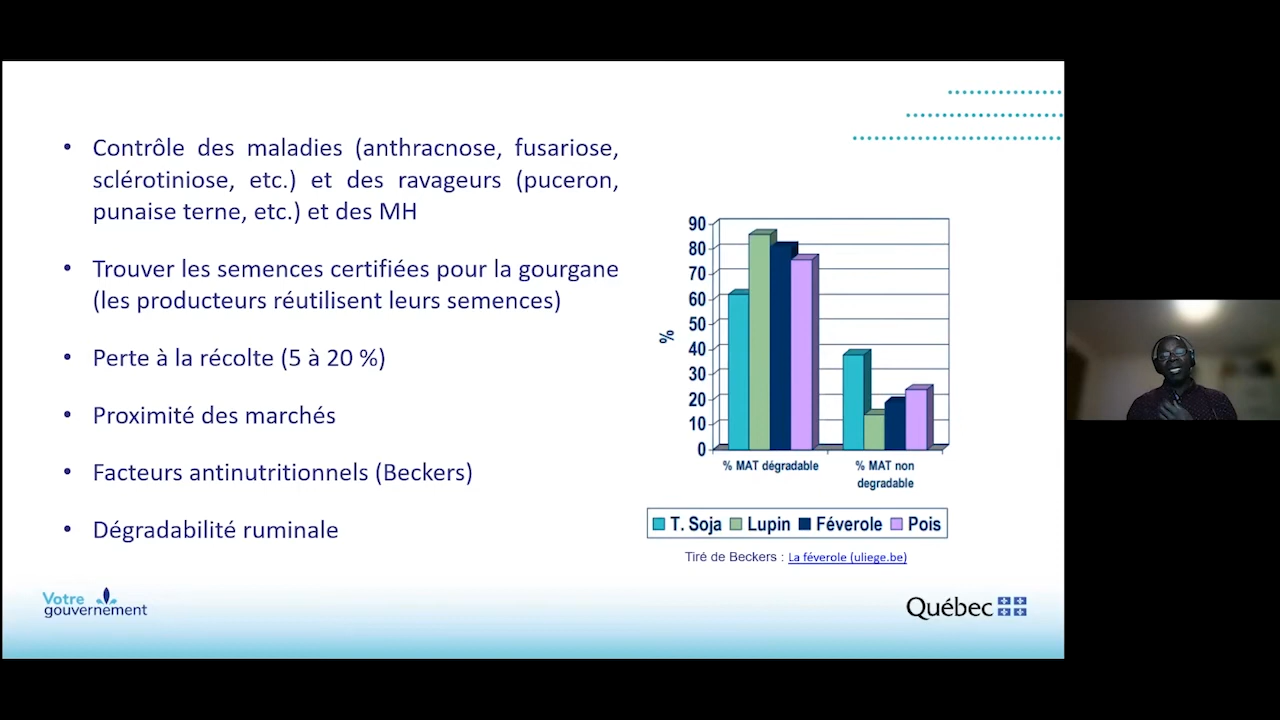 • Contrôle des maladies (anthracnose, fusariose,
sclérotiniose, etc.) et des ravageurs (puceron,
punaise terne, etc.) et des MH
• Trouver les semences certifiées pour la gourgane
(les producteurs réutilisent leurs semences)
• Perte à la récolte (5 à 20 %)
• Proximité des marchés
• Facteurs antinutritionnels (Beckers)
• Dégradabilité ruminale
%
90
80
70
60
50
40
30
20
10
0
% MAT dégradable
% MAT non
degradable
T. Soja Lupin Féverole Pois
Tiré de Beckers : La féverole (uliege.be)
Votre
gouvernement
Québec